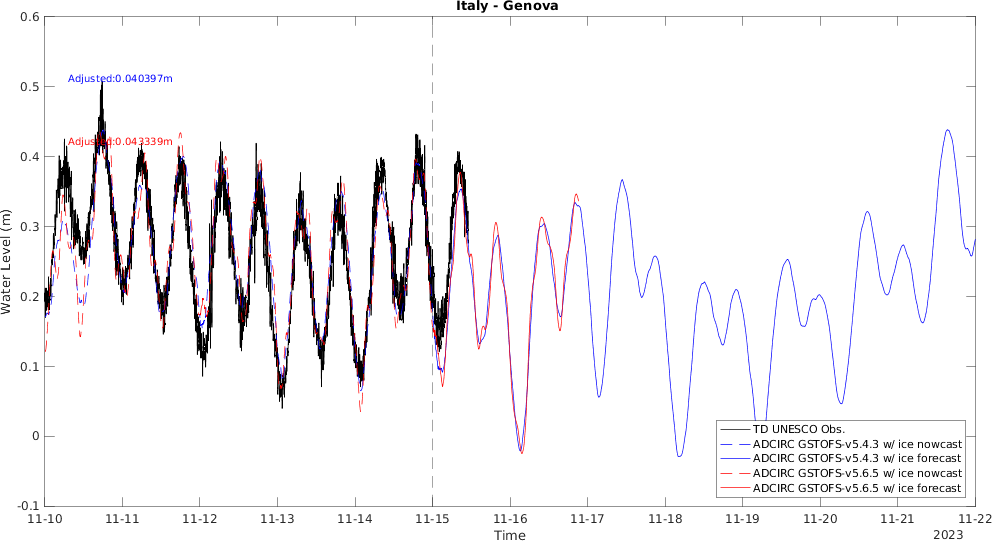 Italy - Genova
0.6
0.5
0.4
0.3
0.2
0.1
0
-0.1
Water Level (m)
Adjusted:0.040397m
Adjusted:0.043339m
TD UNESCO Obs.
ADCIRC GSTOFS-v5.4.3 w/ ice nowcast
ADCIRC GSTOFS-v5.4.3 w/ ice forecast
ADCIRC GSTOFS-v5.6.5 w/ ice nowcast
ADCIRC GSTOFS-v5.6.5 w/ ice forecast
11-10 11-11 11-12 11-13 11-14 11-15 11-16 11-17 11-18 11-19 11-20 11-21 11-22
Time
2023